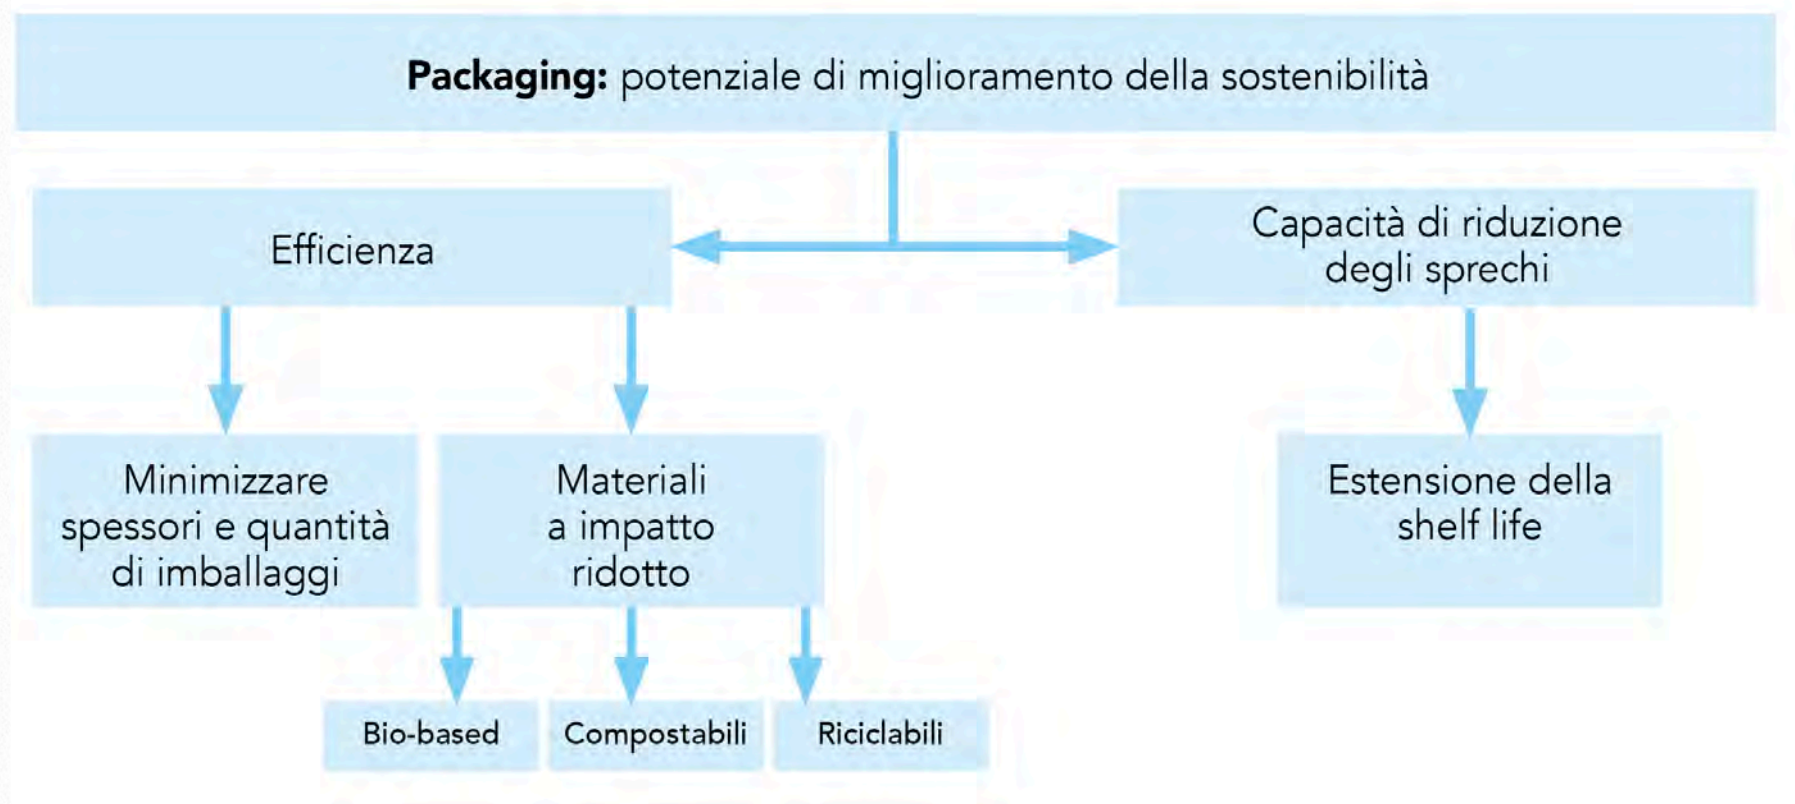 Packaging: potenziale di miglioramento della sostenibilità
Efficienza
Capacità di riduzione
degli sprechi
Minimizzare
spessori e quantità
di imballaggi
Materiali
a impatto
ridotto
Estensione della
shelf life
Bio-based
Compostabili
Riciclabili